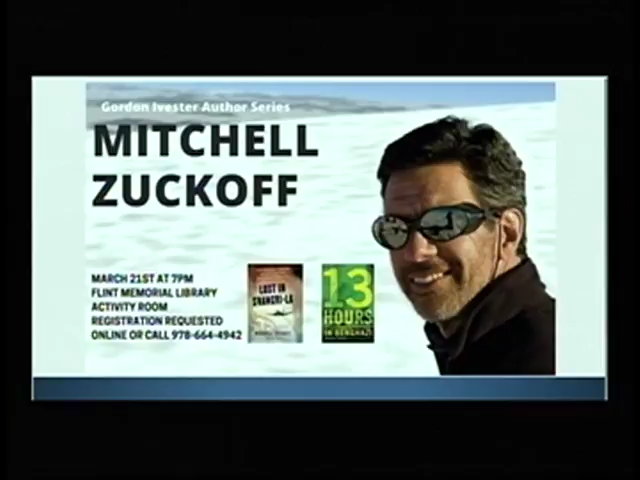 Gordon Ivester Author Series
MITCHELL
ZUCKOFF
MARCH 21ST AT 7PM
FLINT MEMORIAL LIBRARY
ACTIVITY ROOM
REGISTRATION REQUESTED
ONLINE OR CALL 978-664-4942
LOST IN
SHANGRI-LA
13
HOURS
IN BENGHAZI